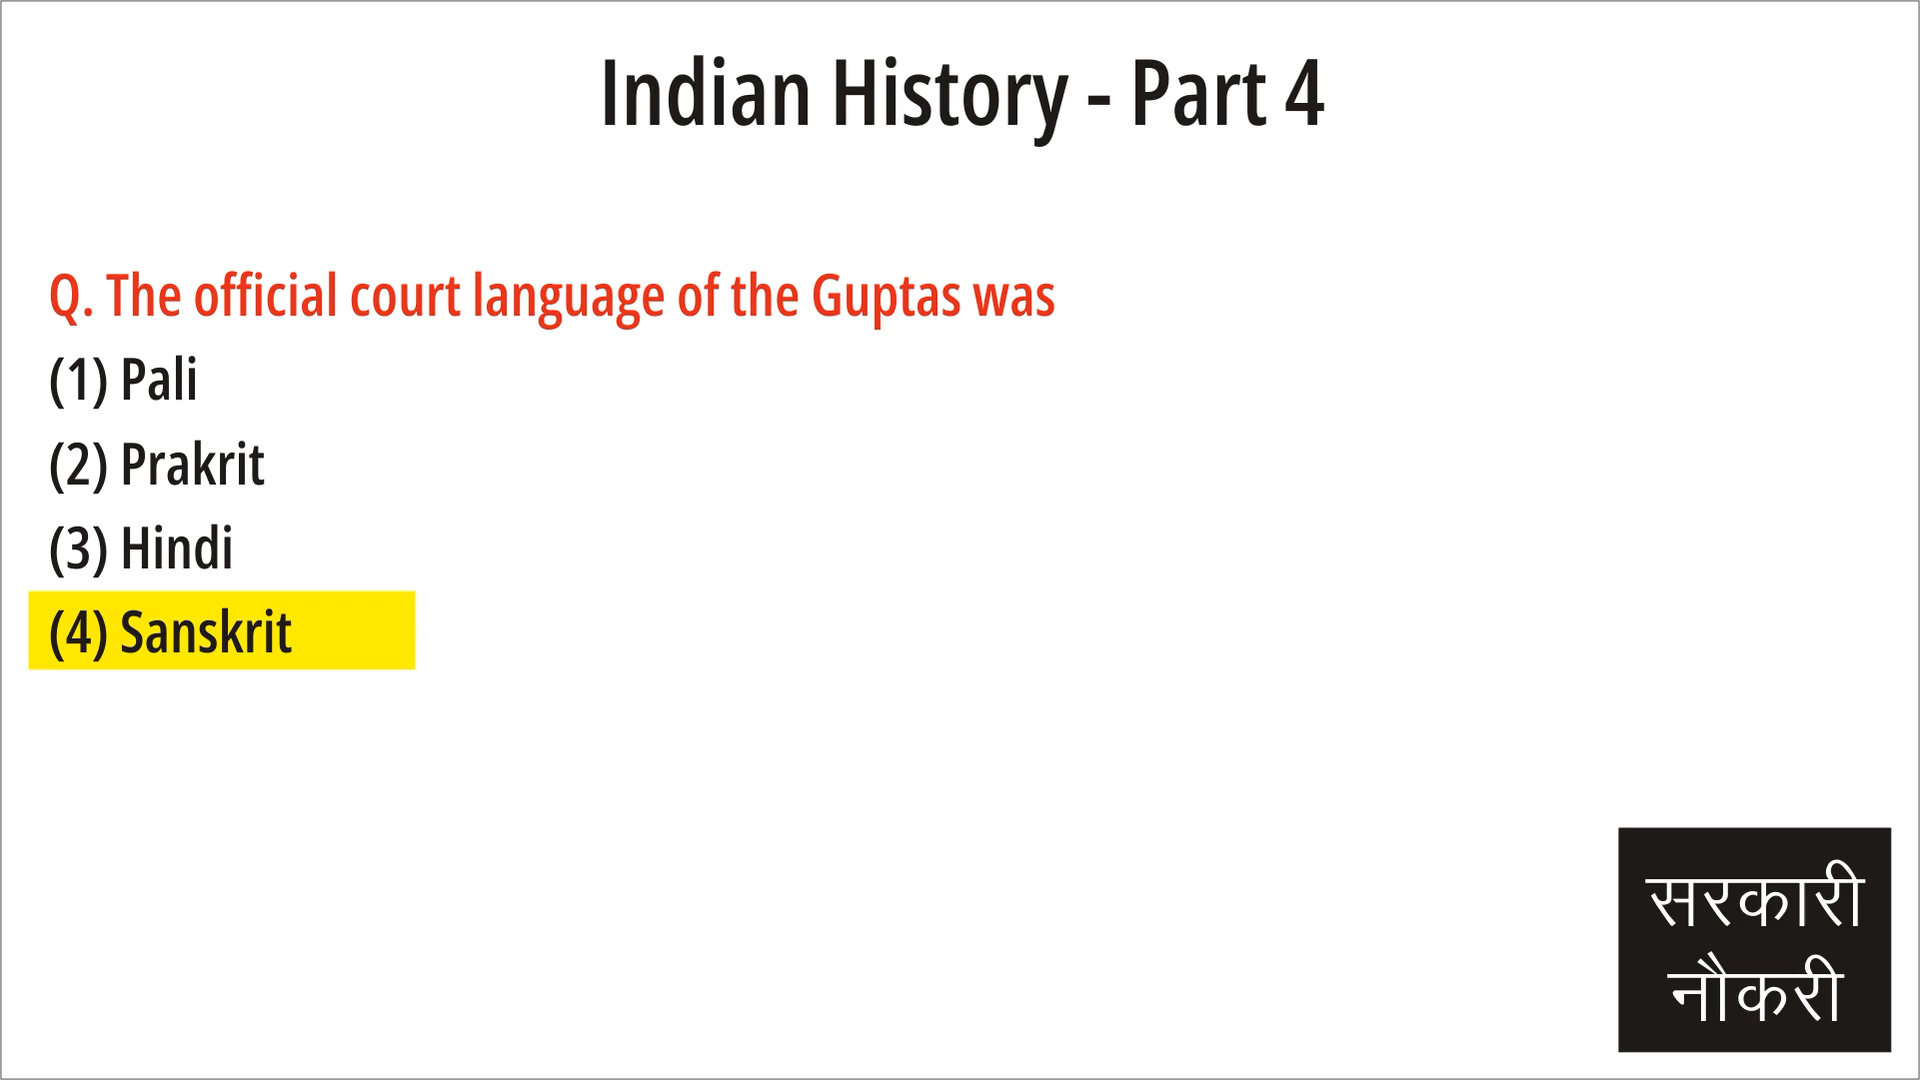 Indian History - Part 4
Q. The official court language of the Guptas was
(1) Pali
(2) Prakrit
(3) Hindi
(4) Sanskrit
सरकारी
नौकरी